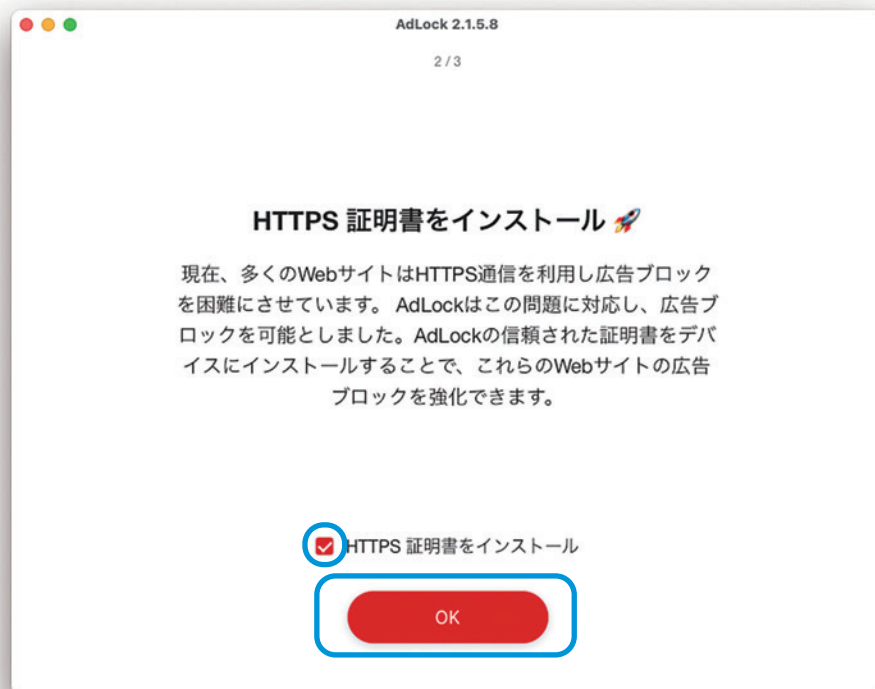 AdLock 2.1.5.8
2 / 3
HTTPS 証明書をインストール 🚀
現在、多くのWebサイトはHTTPS通信を利用し広告ブロック
を困難にさせています。 AdLockはこの問題に対応し、広告ブ
ロックを可能としました。AdLockの信頼された証明書をデバ
イスにインストールすることで、これらのWebサイトの広告
ブロックを強化できます。
HTTPS 証明書をインストール
OK